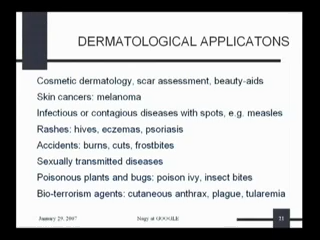 DERMATOLOGICAL APPLICATONS
Cosmetic dermatology, scar assessment, beauty-aids
Skin cancers: melanoma
Infectious or contagious diseases with spots, e.g. measles
Rashes: hives, eczemas, psoriasis
Accidents: burns, cuts, frostbites
Sexually transmitted diseases
Poisonous plants and bugs: poison ivy, insect bites
Bio-terrorism agents: cutaneous anthrax, plague, tularemia
January 29, 2007 at GOOGLE